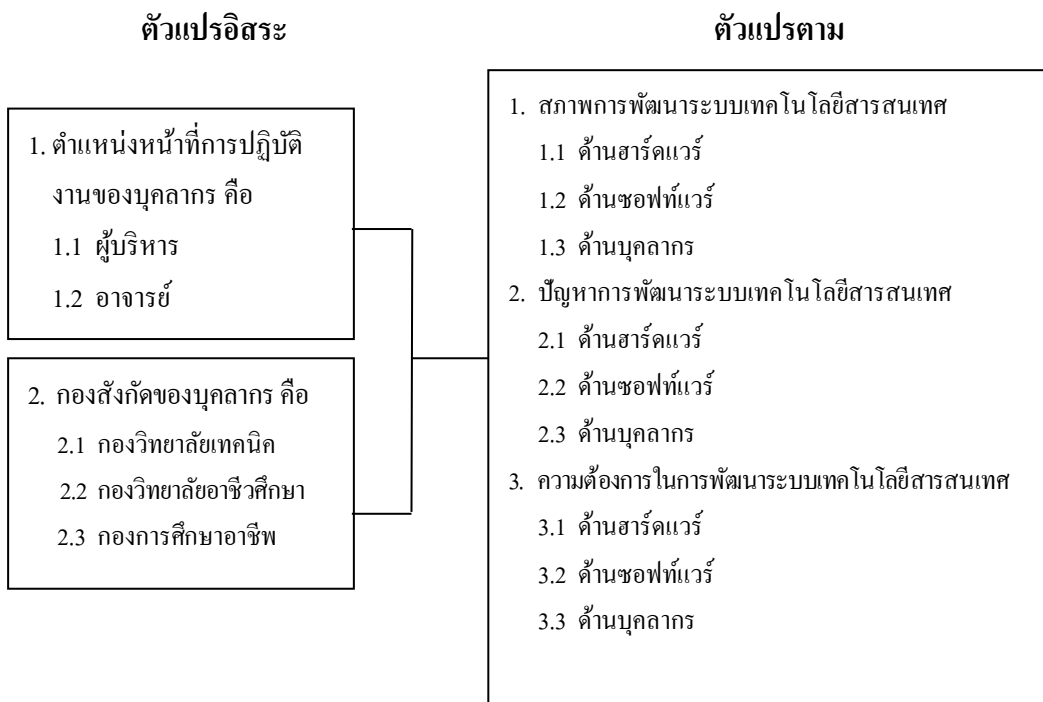 ตัวแปรอิสระ
ตัวแปรตาม
1. ตำแหน่งหน้าที่การปฏิบัติ
งานของบุคลากร คือ
1.1 ผู้บริหาร
1.2 อาจารย์
2. กองสังกัดของบุคลากร คือ
2.1 กองวิทยาลัยเทคนิค
2.2 กองวิทยาลัยอาชีวศึกษา
2.3 กองการศึกษาอาชีพ
1. สภาพการพัฒนาระบบเทคโนโลยีสารสนเทศ
1.1 ด้านฮาร์ดแวร์
1.2 ด้านซอฟท์แวร์
1.3 ด้านบุคลากร
2. ปัญหาการพัฒนาระบบเทคโนโลยีสารสนเทศ
2.1 ด้านฮาร์ดแวร์
2.2 ด้านซอฟท์แวร์
2.3 ด้านบุคลากร
3. ความต้องการในการพัฒนาระบบเทคโนโลยีสารสนเทศ
3.1 ด้านฮาร์ดแวร์
3.2 ด้านซอฟท์แวร์
3.3 ด้านบุคลากร